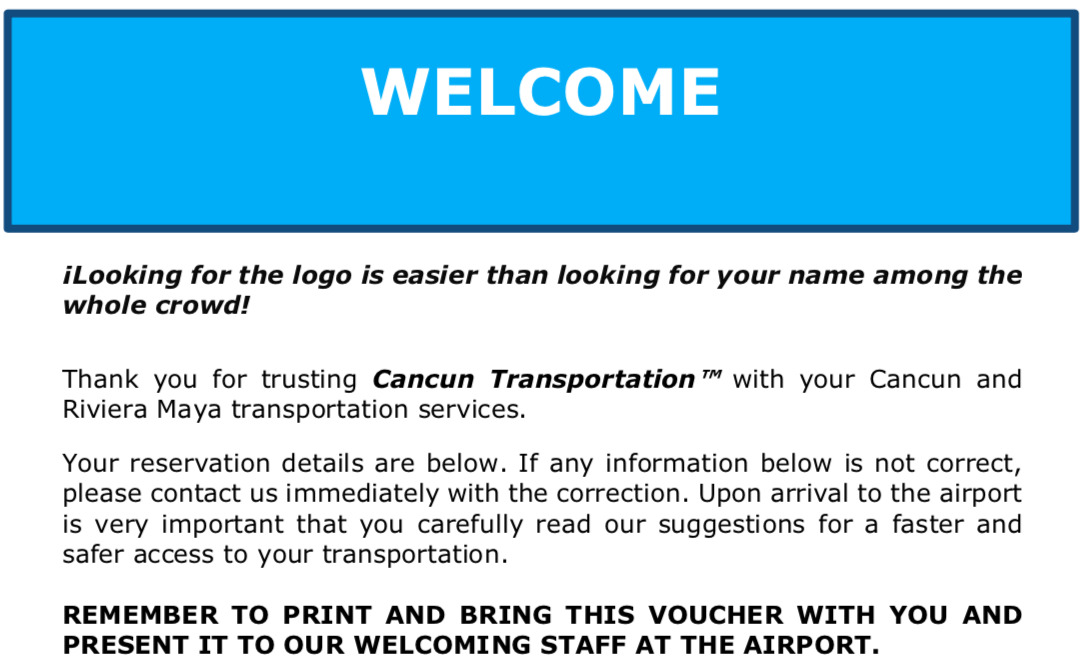 WELCOME
¡Looking for the logo is easier than looking for your name among the
whole crowd!
Thank you for trusting Cancun Transportation™ with your Cancun and
Riviera Maya transportation services.
Your reservation details are below. If any information below is not correct,
please contact us immediately with the correction. Upon arrival to the airport
is very important that you carefully read our suggestions for a faster and
safer access to your transportation.
REMEMBER TO PRINT AND BRING THIS VOUCHER WITH YOU AND
PRESENT IT TO OUR WELCOMING STAFF AT THE AIRPORT.